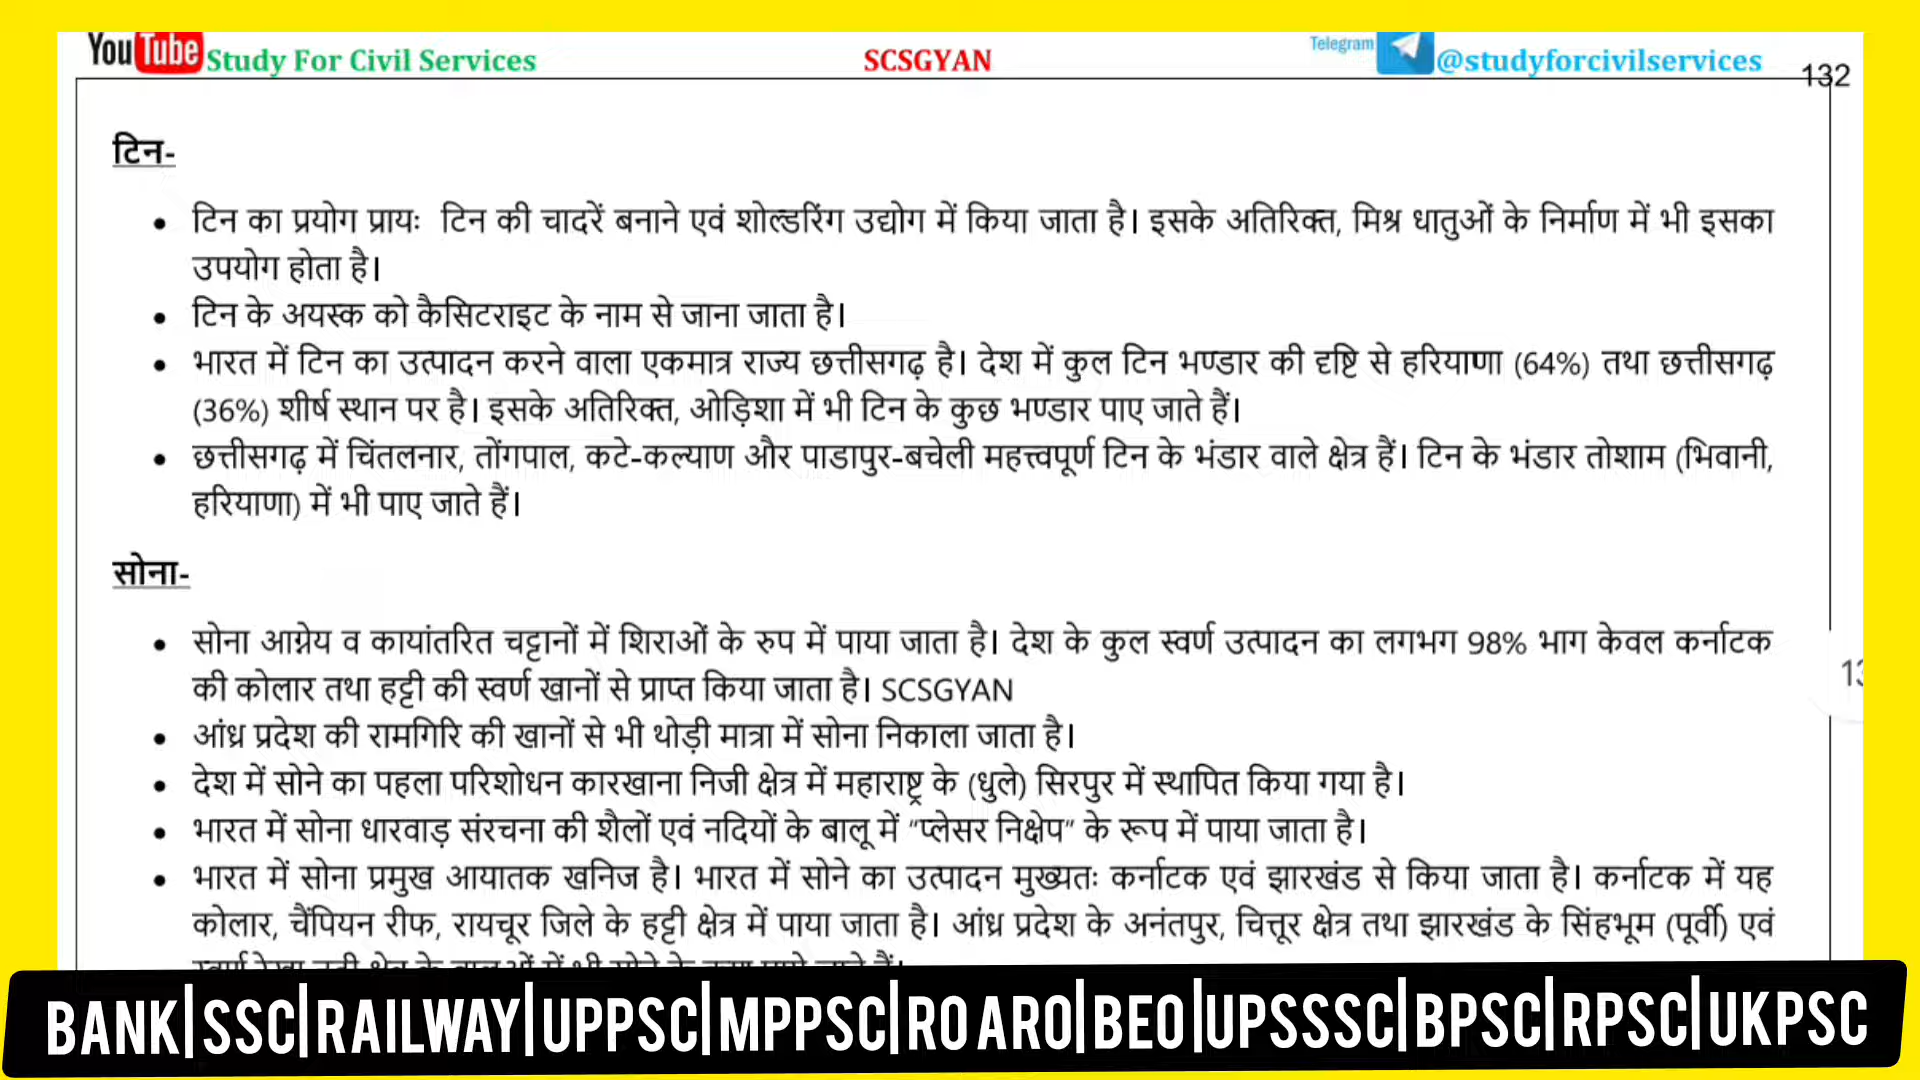 YouTube Study For Civil Services SCSGYAN Telegram @studyforcivilservices 132
टिन-
• टिन का प्रयोग प्रायः टिन की चादरें बनाने एवं शोल्डरिंग उद्योग में किया जाता है। इसके अतिरिक्त, मिश्र धातुओं के निर्माण में भी इसका
उपयोग होता है।
• टिन के अयस्क को कैसिटराइट के नाम से जाना जाता है।
• भारत में टिन का उत्पादन करने वाला एकमात्र राज्य छत्तीसगढ़ है। देश में कुल टिन भण्डार की दृष्टि से हरियाणा (64%) तथा छत्तीसगढ़
(36%) शीर्ष स्थान पर है। इसके अतिरिक्त, ओड़िशा में भी टिन के कुछ भण्डार पाए जाते हैं।
• छत्तीसगढ़ में चिंतलनार, तोंगपाल, कटे-कल्याण और पाडापुर-बचेली महत्त्वपूर्ण टिन के भंडार वाले क्षेत्र हैं। टिन के भंडार तोशाम (भिवानी,
हरियाणा) में भी पाए जाते हैं।
सोना-
• सोना आग्नेय व कायांतरित चट्टानों में शिराओं के रुप में पाया जाता है। देश के कुल स्वर्ण उत्पादन का लगभग 98% भाग केवल कर्नाटक
की कोलार तथा हट्टी की स्वर्ण खानों से प्राप्त किया जाता है। SCSGYAN
• आंध्र प्रदेश की रामगिरि की खानों से भी थोड़ी मात्रा में सोना निकाला जाता है।
• देश में सोने का पहला परिशोधन कारखाना निजी क्षेत्र में महाराष्ट्र के (धुले) सिरपुर में स्थापित किया गया है।
• भारत में सोना धारवाड़ संरचना की शैलों एवं नदियों के बालू में “प्लेसर निक्षेप” के रूप में पाया जाता है।
• भारत में सोना प्रमुख आयातक खनिज है। भारत में सोने का उत्पादन मुख्यतः कर्नाटक एवं झारखंड से किया जाता है। कर्नाटक में यह
कोलार, चैंपियन रीफ, रायचूर जिले के हट्टी क्षेत्र में पाया जाता है। आंध्र प्रदेश के अनंतपुर, चित्तूर क्षेत्र तथा झारखंड के सिंहभूम (पूर्वी) एवं
BANK|SSC|RAILWAY|UPPSC|MPPSC|RO ARO|BEO|UPSSSC|BPSC|RPSC|UKPSC